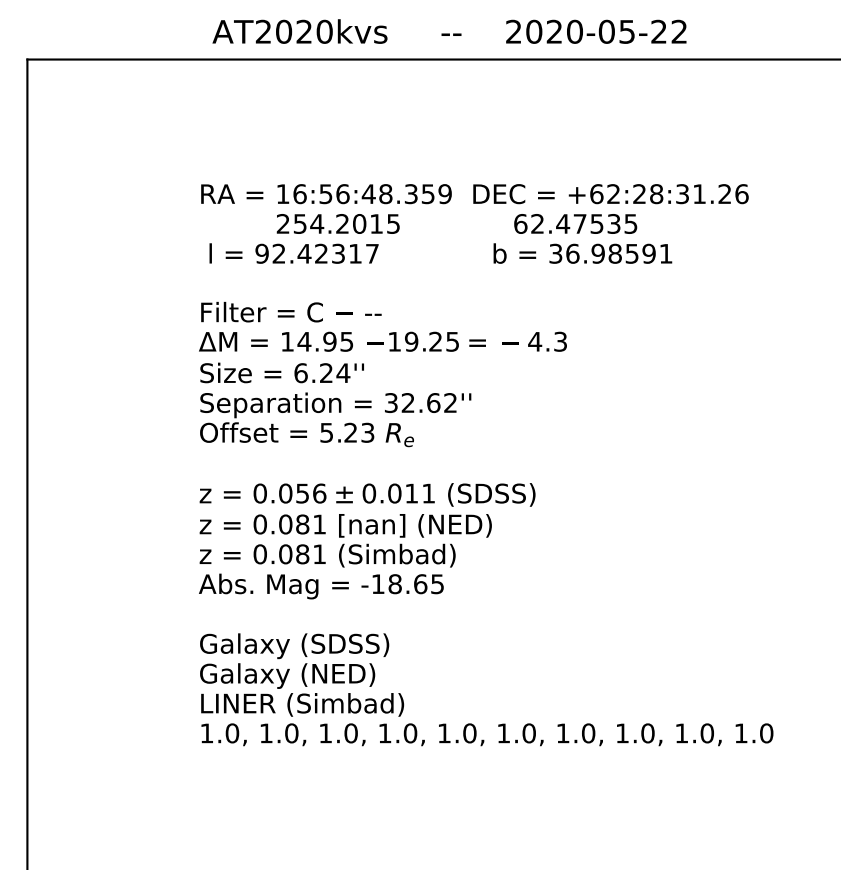 AT2020kvs -- 2020-05-22
RA = 16:56:48.359 DEC = +62:28:31.26
254.2015 62.47535
l = 92.42317 b = 36.98591
Filter = C − --
ΔM = 14.95 −19.25 = − 4.3
Size = 6.24''
Separation = 32.62''
Offset = 5.23 Rₑ
z = 0.056 ± 0.011 (SDSS)
z = 0.081 [nan] (NED)
z = 0.081 (Simbad)
Abs. Mag = -18.65
Galaxy (SDSS)
Galaxy (NED)
LINER (Simbad)
1.0, 1.0, 1.0, 1.0, 1.0, 1.0, 1.0, 1.0, 1.0, 1.0